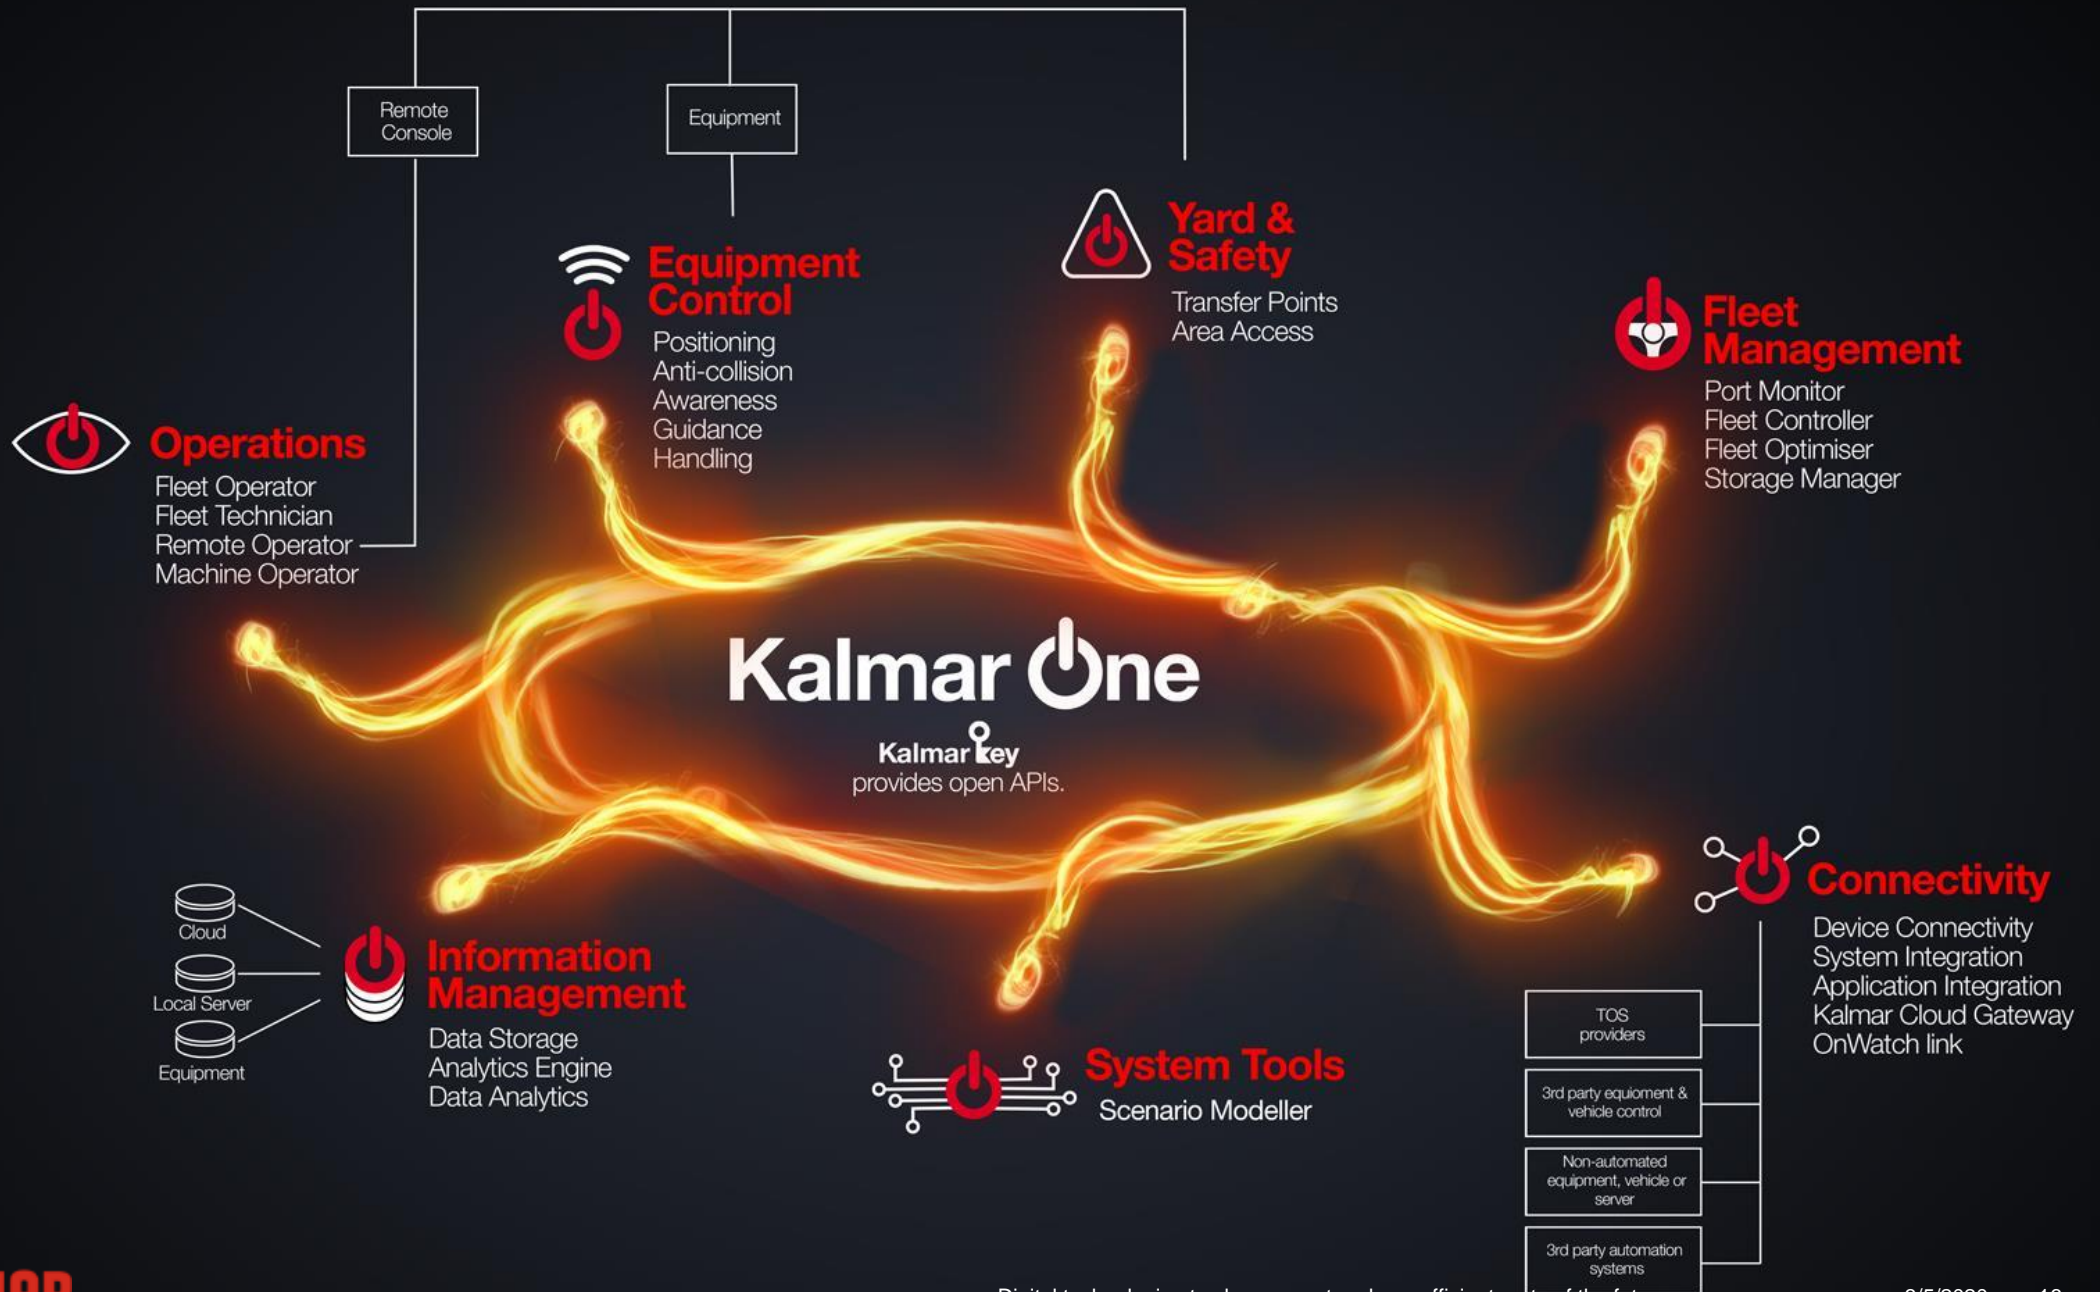 Remote
Console
Equipment
Yard &
Safety
Transfer Points
Area Access
Equipment
Control
Positioning
Anti-collision
Awareness
Guidance
Handling
Fleet
Management
Port Monitor
Fleet Controller
Fleet Optimiser
Storage Manager
Operations
Fleet Operator
Fleet Technician
Remote Operator
Machine Operator
Kalmar One
Kalmar key
provides open APIs.
Connectivity
Device Connectivity
System Integration
Application Integration
Kalmar Cloud Gateway
OnWatch link
Cloud
Local Server
Equipment
Information
Management
Data Storage
Analytics Engine
Data Analytics
System Tools
Scenario Modeller
TOS
providers
3rd party equioment &
vehicle control
Non-automated
equipment, vehicle or
server
3rd party automation
systems